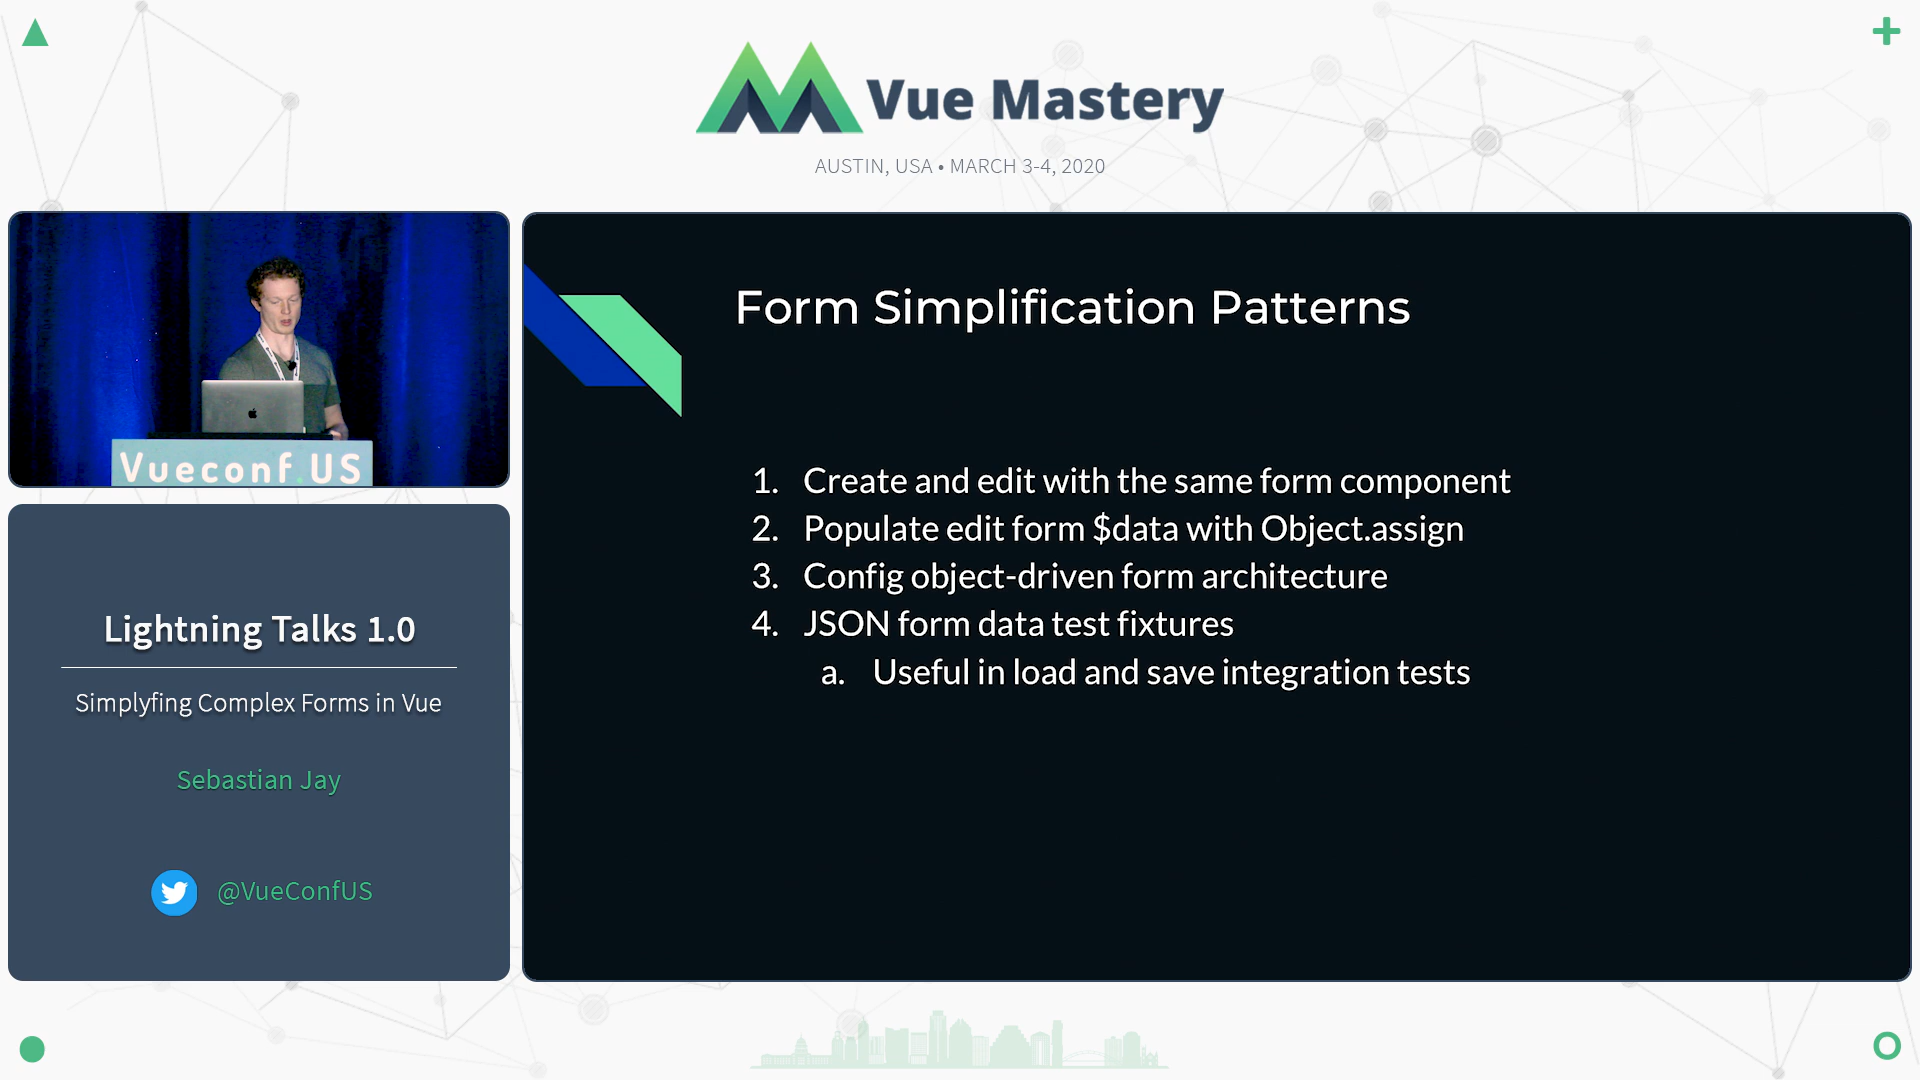 Vue Mastery
AUSTIN, USA • MARCH 3-4, 2020
Vueconf.US
Lightning Talks 1.0
Simplyfing Complex Forms in Vue
Sebastian Jay
@VueConfUS
Form Simplification Patterns
1. Create and edit with the same form component
2. Populate edit form $data with Object.assign
3. Config object-driven form architecture
4. JSON form data test fixtures
a. Useful in load and save integration tests